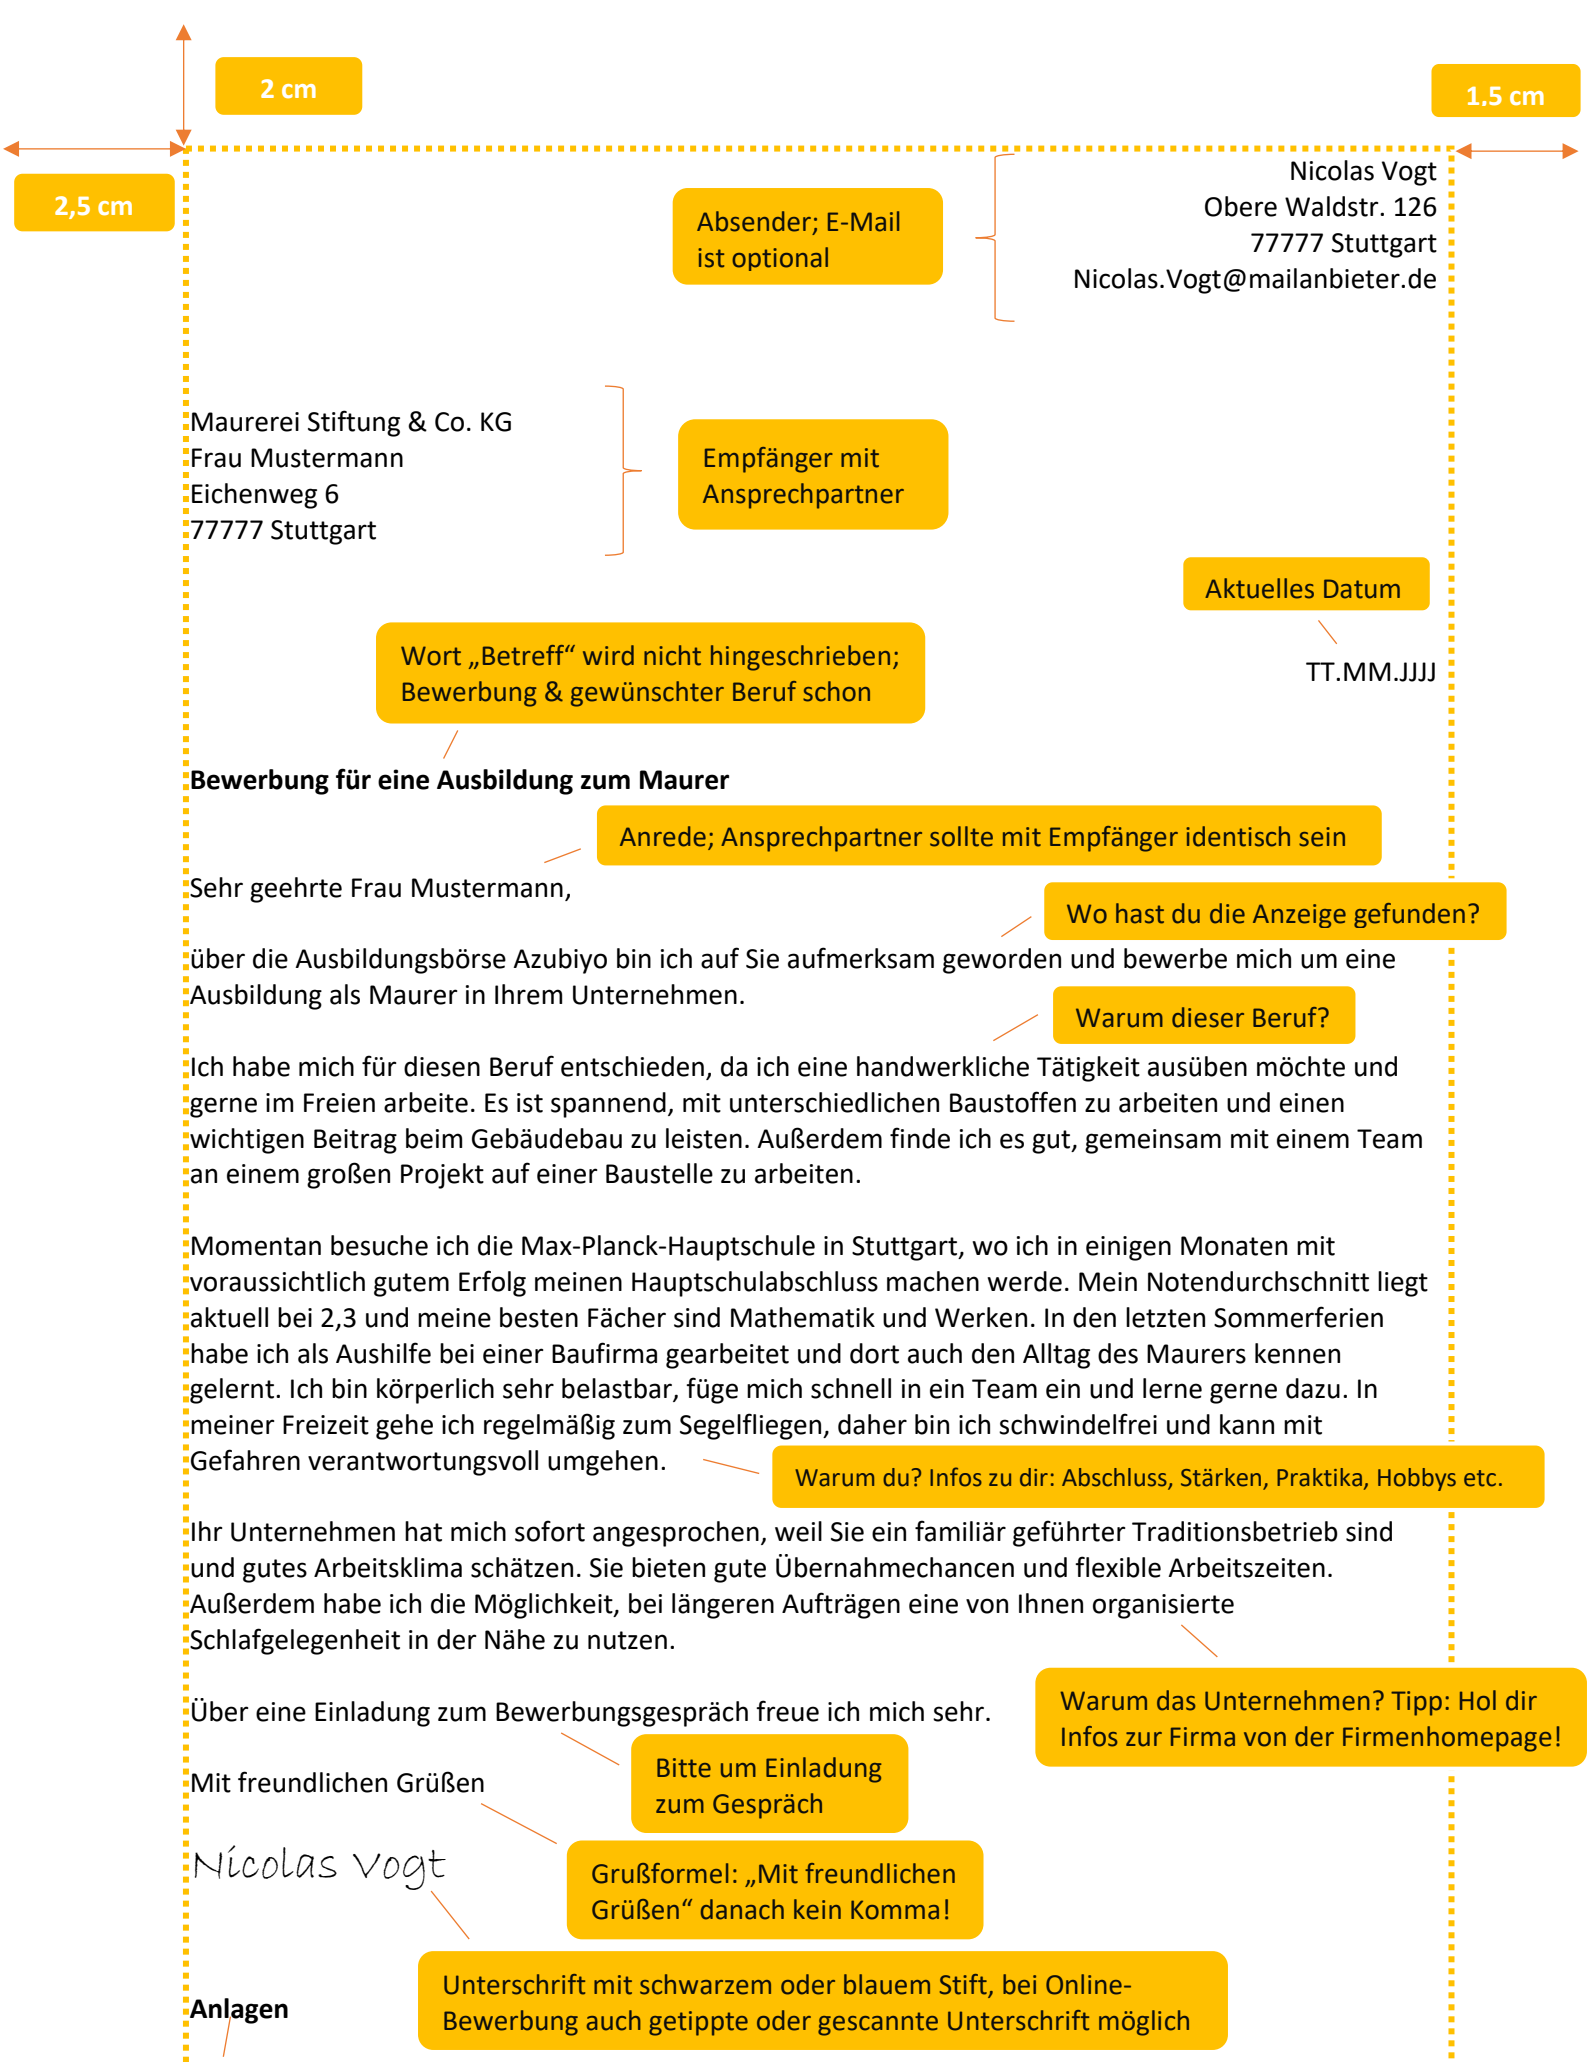 2 cm
1,5 cm
2,5 cm
Nicolas Vogt
Obere Waldstr. 126
77777 Stuttgart
Nicolas.Vogt@mailanbieter.de
Absender; E-Mail
ist optional
Maurerei Stiftung & Co. KG
Frau Mustermann
Eichenweg 6
77777 Stuttgart
Empfänger mit
Ansprechpartner
Aktuelles Datum
TT.MM.JJJJ
Wort „Betreff“ wird nicht hingeschrieben;
Bewerbung & gewünschter Beruf schon
Bewerbung für eine Ausbildung zum Maurer
Anrede; Ansprechpartner sollte mit Empfänger identisch sein
Sehr geehrte Frau Mustermann,
Wo hast du die Anzeige gefunden?
über die Ausbildungsbörse Azubiyo bin ich auf Sie aufmerksam geworden und bewerbe mich um eine
Ausbildung als Maurer in Ihrem Unternehmen.
Warum dieser Beruf?
Ich habe mich für diesen Beruf entschieden, da ich eine handwerkliche Tätigkeit ausüben möchte und
gerne im Freien arbeite. Es ist spannend, mit unterschiedlichen Baustoffen zu arbeiten und einen
wichtigen Beitrag beim Gebäudebau zu leisten. Außerdem finde ich es gut, gemeinsam mit einem Team
an einem großen Projekt auf einer Baustelle zu arbeiten.
Momentan besuche ich die Max-Planck-Hauptschule in Stuttgart, wo ich in einigen Monaten mit
voraussichtlich gutem Erfolg meinen Hauptschulabschluss machen werde. Mein Notendurchschnitt liegt
aktuell bei 2,3 und meine besten Fächer sind Mathematik und Werken. In den letzten Sommerferien
habe ich als Aushilfe bei einer Baufirma gearbeitet und dort auch den Alltag des Maurers kennen
gelernt. Ich bin körperlich sehr belastbar, füge mich schnell in ein Team ein und lerne gerne dazu. In
meiner Freizeit gehe ich regelmäßig zum Segelfliegen, daher bin ich schwindelfrei und kann mit
Gefahren verantwortungsvoll umgehen.
Warum du? Infos zu dir: Abschluss, Stärken, Praktika, Hobbys etc.
Ihr Unternehmen hat mich sofort angesprochen, weil Sie ein familiär geführter Traditionsbetrieb sind
und gutes Arbeitsklima schätzen. Sie bieten gute Übernahmechancen und flexible Arbeitszeiten.
Außerdem habe ich die Möglichkeit, bei längeren Aufträgen eine von Ihnen organisierte
Schlafgelegenheit in der Nähe zu nutzen.
Warum das Unternehmen? Tipp: Hol dir
Infos zur Firma von der Firmenhomepage!
Über eine Einladung zum Bewerbungsgespräch freue ich mich sehr.
Bitte um Einladung
zum Gespräch
Mit freundlichen Grüßen
Nicolas Vogt
Grußformel: „Mit freundlichen
Grüßen“ danach kein Komma!
Unterschrift mit schwarzem oder blauem Stift, bei Online-
Bewerbung auch getippte oder gescannte Unterschrift möglich
Anlagen